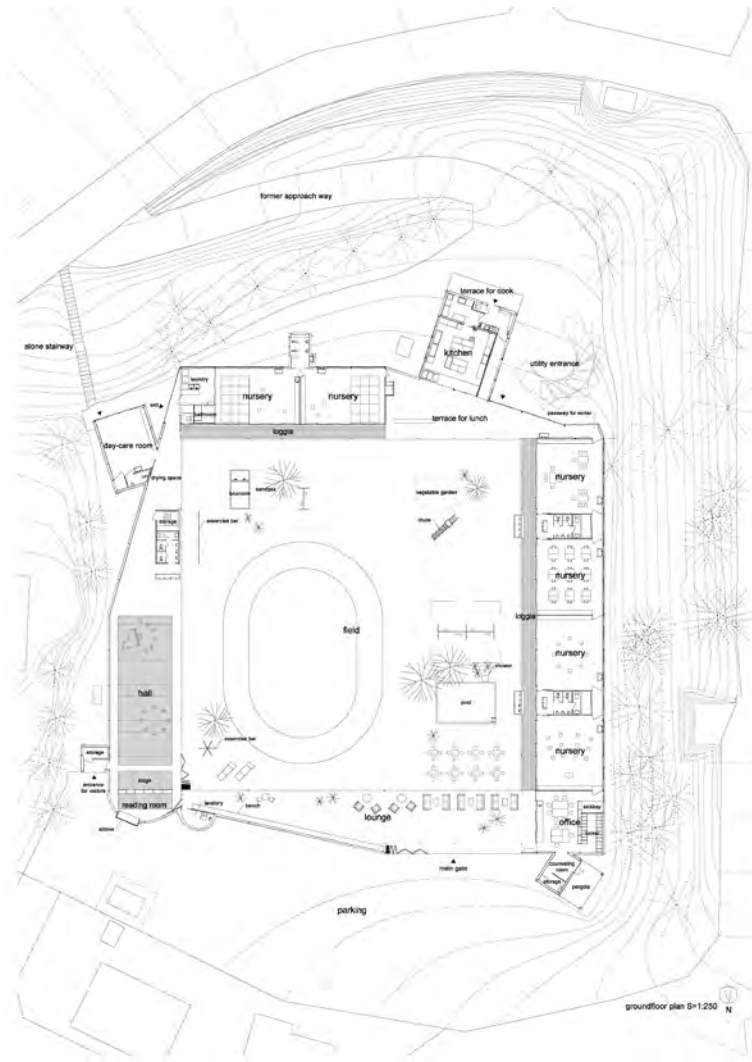 former approach way
stone stairway
terrace for cook
kitchen
utility entrance
laundry
nursery
nursery
bathroom
terrace for lunch
passway for winter
exit
loggia
day-care room
drying space
nursery
sandbox
vegetable garden
storage
exercises bar
chute
nursery
loggia
field
nursery
shower
hall
pool
nursery
exercises bar
storage
entrance
for visitors
stage
reading room
lavatory
bench
lounge
office
main gate
counseling
room
storage
pergola
parking
groundfloor plan S=1:250
N